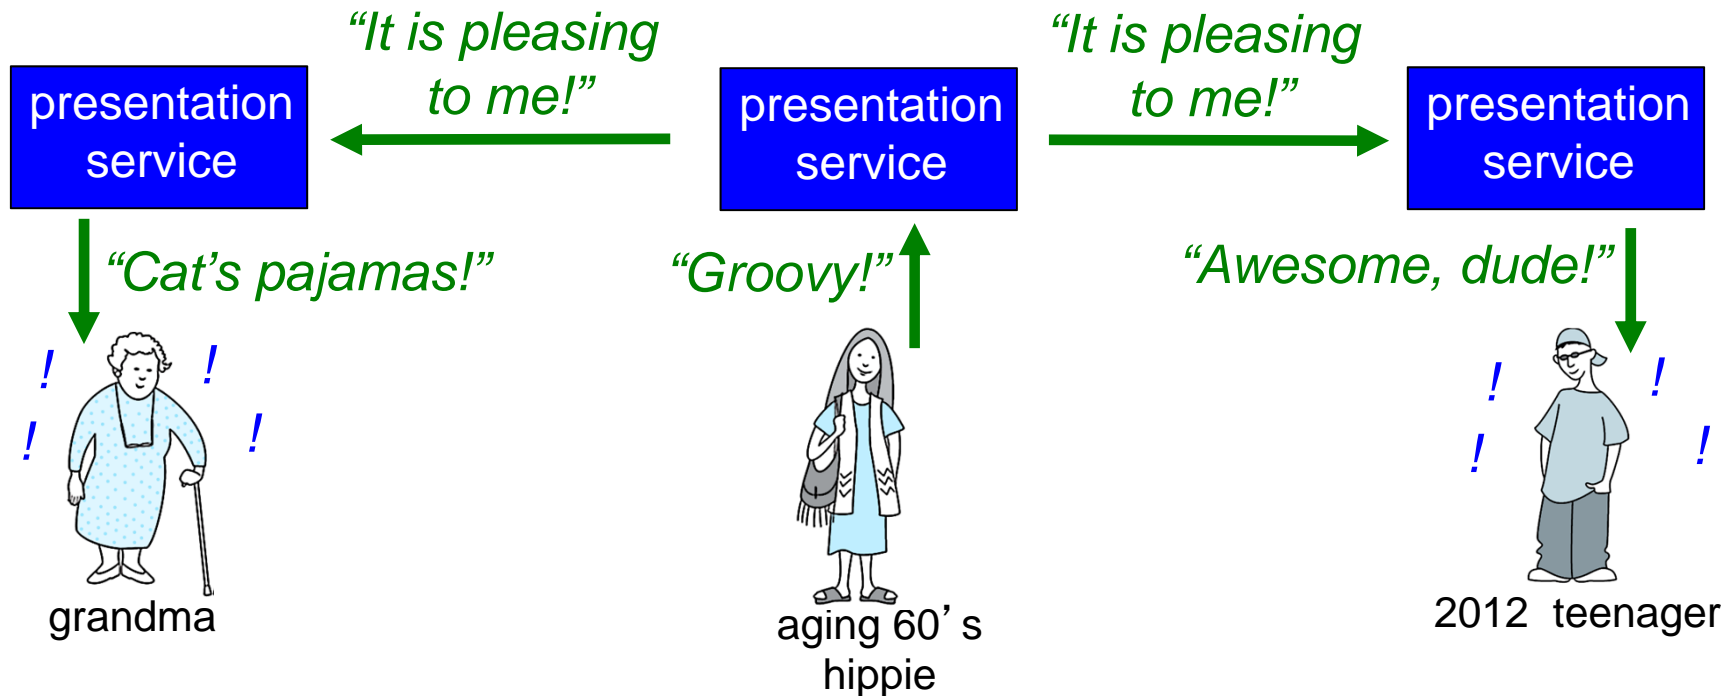 “It is pleasing
to me!”
“It is pleasing
to me!”
presentation
service
presentation
service
presentation
service
“Cat’s pajamas!”
“Groovy!”
“Awesome, dude!”
! ! ! !
! ! ! !
grandma
aging 60’s
hippie
2012 teenager